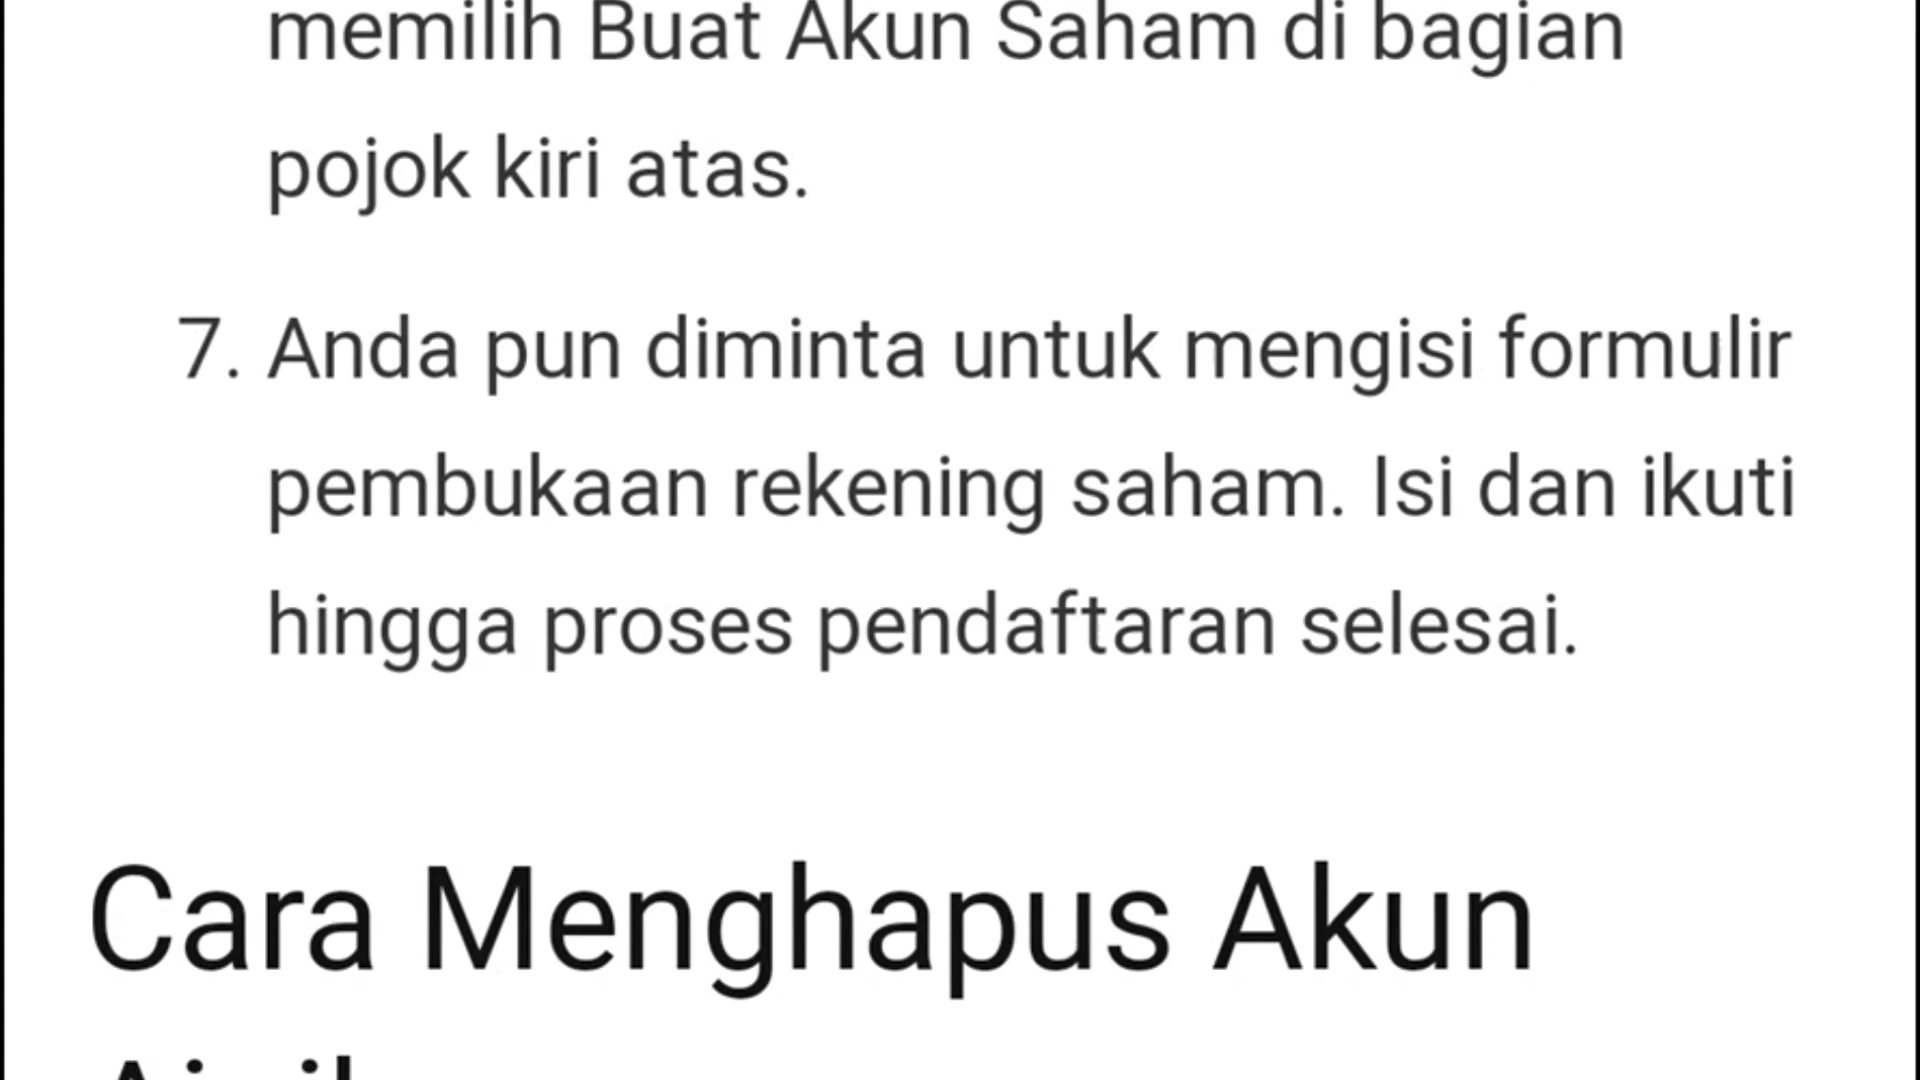 memilih Buat Akun Saham di bagian
pojok kiri atas.
7. Anda pun diminta untuk mengisi formulir
pembukaan rekening saham. Isi dan ikuti
hingga proses pendaftaran selesai.
Cara Menghapus Akun